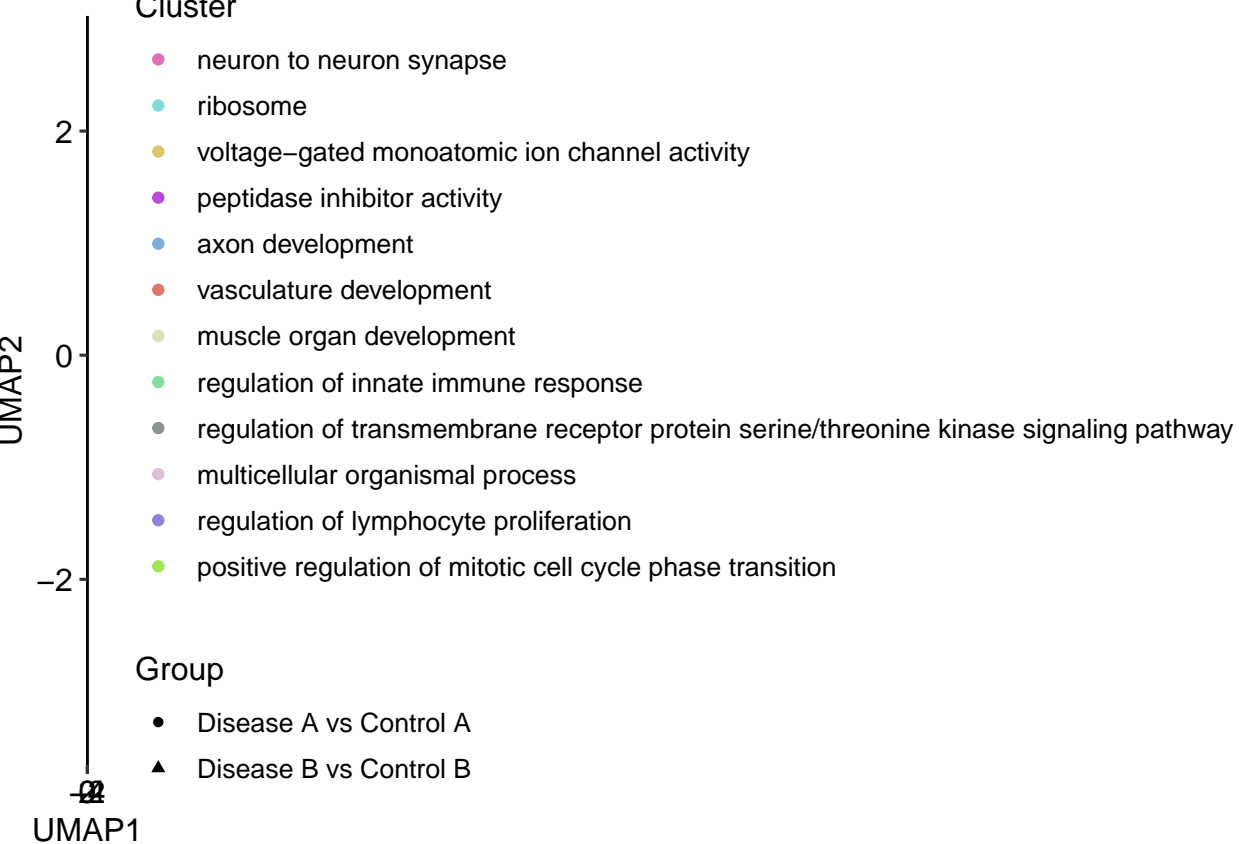 Cluster
neuron to neuron synapse
ribosome
voltage−gated monoatomic ion channel activity
peptidase inhibitor activity
axon development
vasculature development
muscle organ development
regulation of innate immune response
regulation of transmembrane receptor protein serine/threonine kinase signaling pathway
multicellular organismal process
regulation of lymphocyte proliferation
positive regulation of mitotic cell cycle phase transition
Group
Disease A vs Control A
Disease B vs Control B
2
0
−2
UMAP2
UMAP1